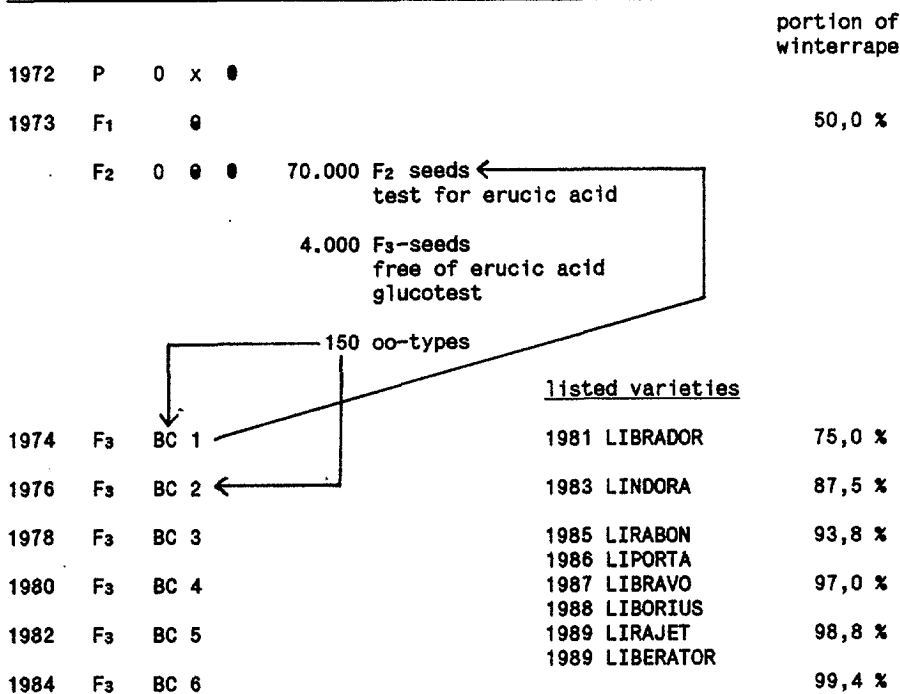 portion of
winterrape
1972 P O x
1973 F1 50,0 %
F2 O 70.000 F2 seeds
test for erucic acid
4.000 F3-seeds
free of erucic acid
glucotest
150 oo-types
listed varieties
1974 F3 BC 1 1981 LIBRADOR 75,0 %
1976 F3 BC 2 1983 LINDORA 87,5 %
1978 F3 BC 3 1985 LIRABON 93,8 %
1986 LIPORTA
1980 F3 BC 4 1987 LIBRAVO 97,0 %
1988 LIBORIUS
1982 F3 BC 5 1989 LIRAJET 98,8 %
1989 LIBERATOR
1984 F3 BC 6 99,4 %